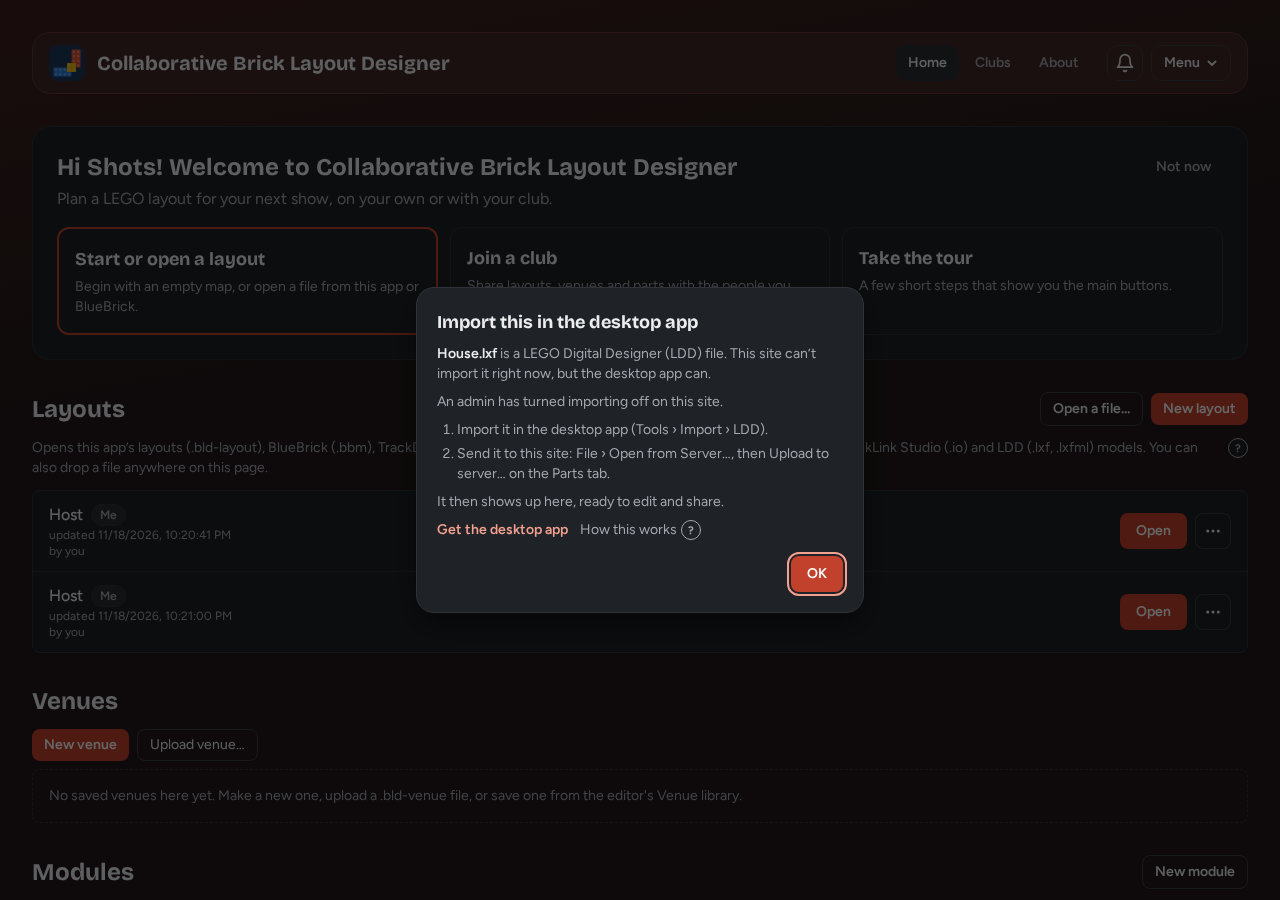 Collaborative Brick Layout Designer
Home Clubs About Menu
Hi Shots! Welcome to Collaborative Brick Layout Designer
Not now
Plan a LEGO layout for your next show, on your own or with your club.
Start or open a layout
Begin with an empty map, or open a file from this app or
BlueBrick.
Join a club
Share layouts, venues and parts with the people you
Take the tour
A few short steps that show you the main buttons.
Import this in the desktop app
House.lxf is a LEGO Digital Designer (LDD) file. This site can’t
import it right now, but the desktop app can.
An admin has turned importing off on this site.
1. Import it in the desktop app (Tools › Import › LDD).
2. Send it to this site: File › Open from Server…, then Upload to
server… on the Parts tab.
It then shows up here, ready to edit and share.
Get the desktop app How this works ?
OK
Layouts
Open a file… New layout
Opens this app’s layouts (.bld-layout), BlueBrick (.bbm), Studio (.io) and LDD (.lxf, .lxfml) models. You can ?
also drop a file anywhere on this page.
Host Me
updated 11/18/2026, 10:20:41 PM
by you
Open ···
Host Me
updated 11/18/2026, 10:21:00 PM
by you
Open ···
Venues
New venue Upload venue…
No saved venues here yet. Make a new one, upload a .bld-venue file, or save one from the editor's Venue library.
Modules
New module